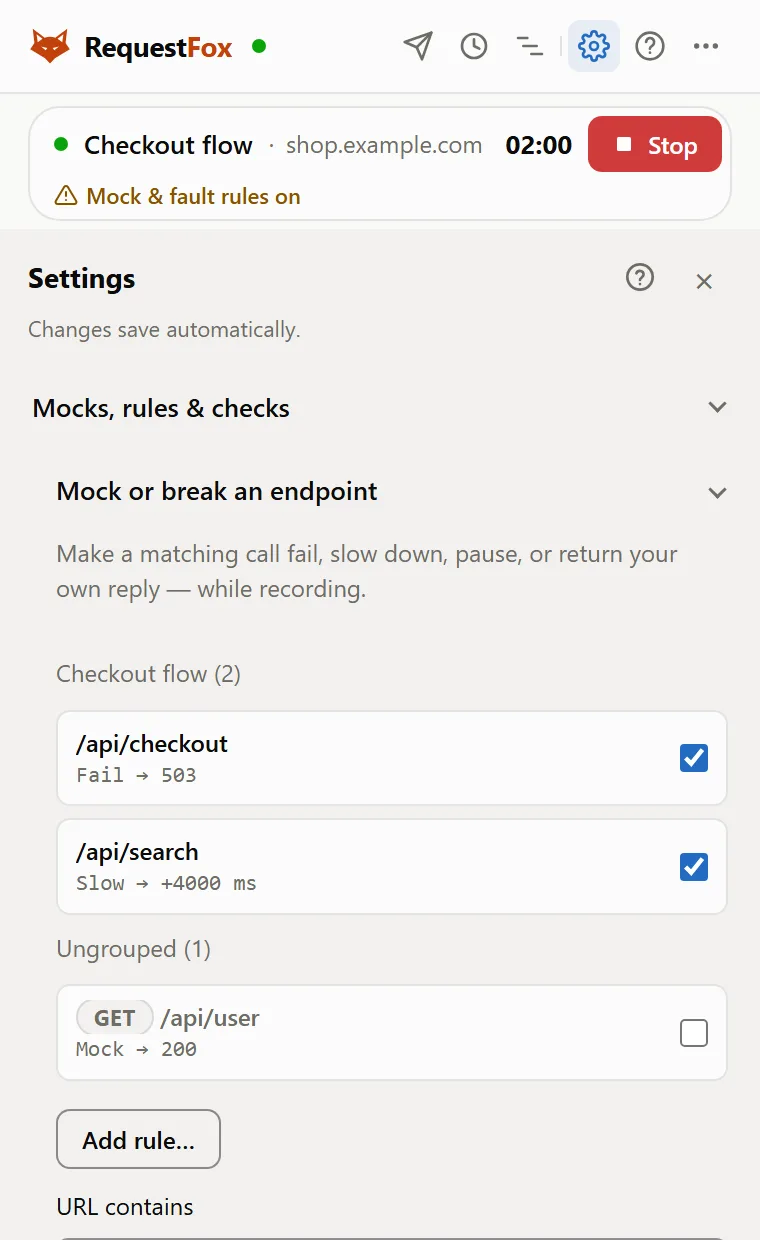 RequestFox
Checkout flow · shop.example.com 02:00 Stop
Mock & fault rules on
Settings
Changes save automatically.
Mocks, rules & checks
Mock or break an endpoint
Make a matching call fail, slow down, pause, or return your
own reply — while recording.
Checkout flow (2)
/api/checkout
Fail → 503
/api/search
Slow → +4000 ms
Ungrouped (1)
GET /api/user
Mock → 200
Add rule…
URL contains